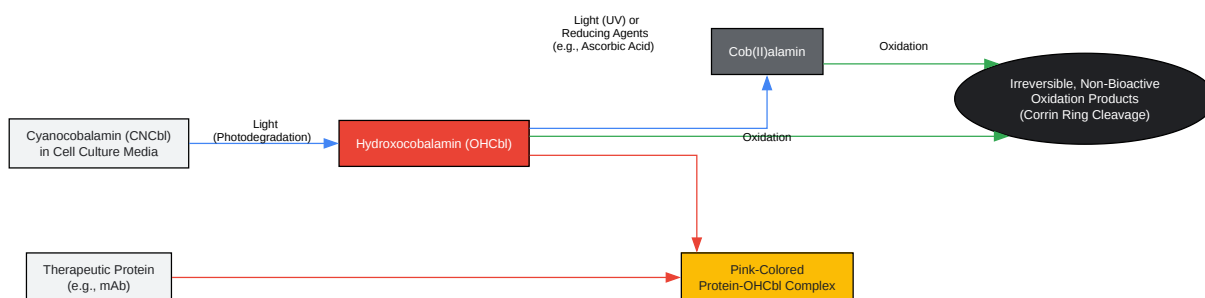 Light (UV) or
Reducing Agents
(e.g., Ascorbic Acid)
Cob(II)alamin
Oxidation
Irreversible, Non-Bioactive
Oxidation Products
(Corrin Ring Cleavage)
Cyanocobalamin (CNCbl)
in Cell Culture Media
Light
(Photodegradation)
Hydroxocobalamin (OHCbl)
Oxidation
Therapeutic Protein
(e.g., mAb)
Pink-Colored
Protein-OHCbl Complex